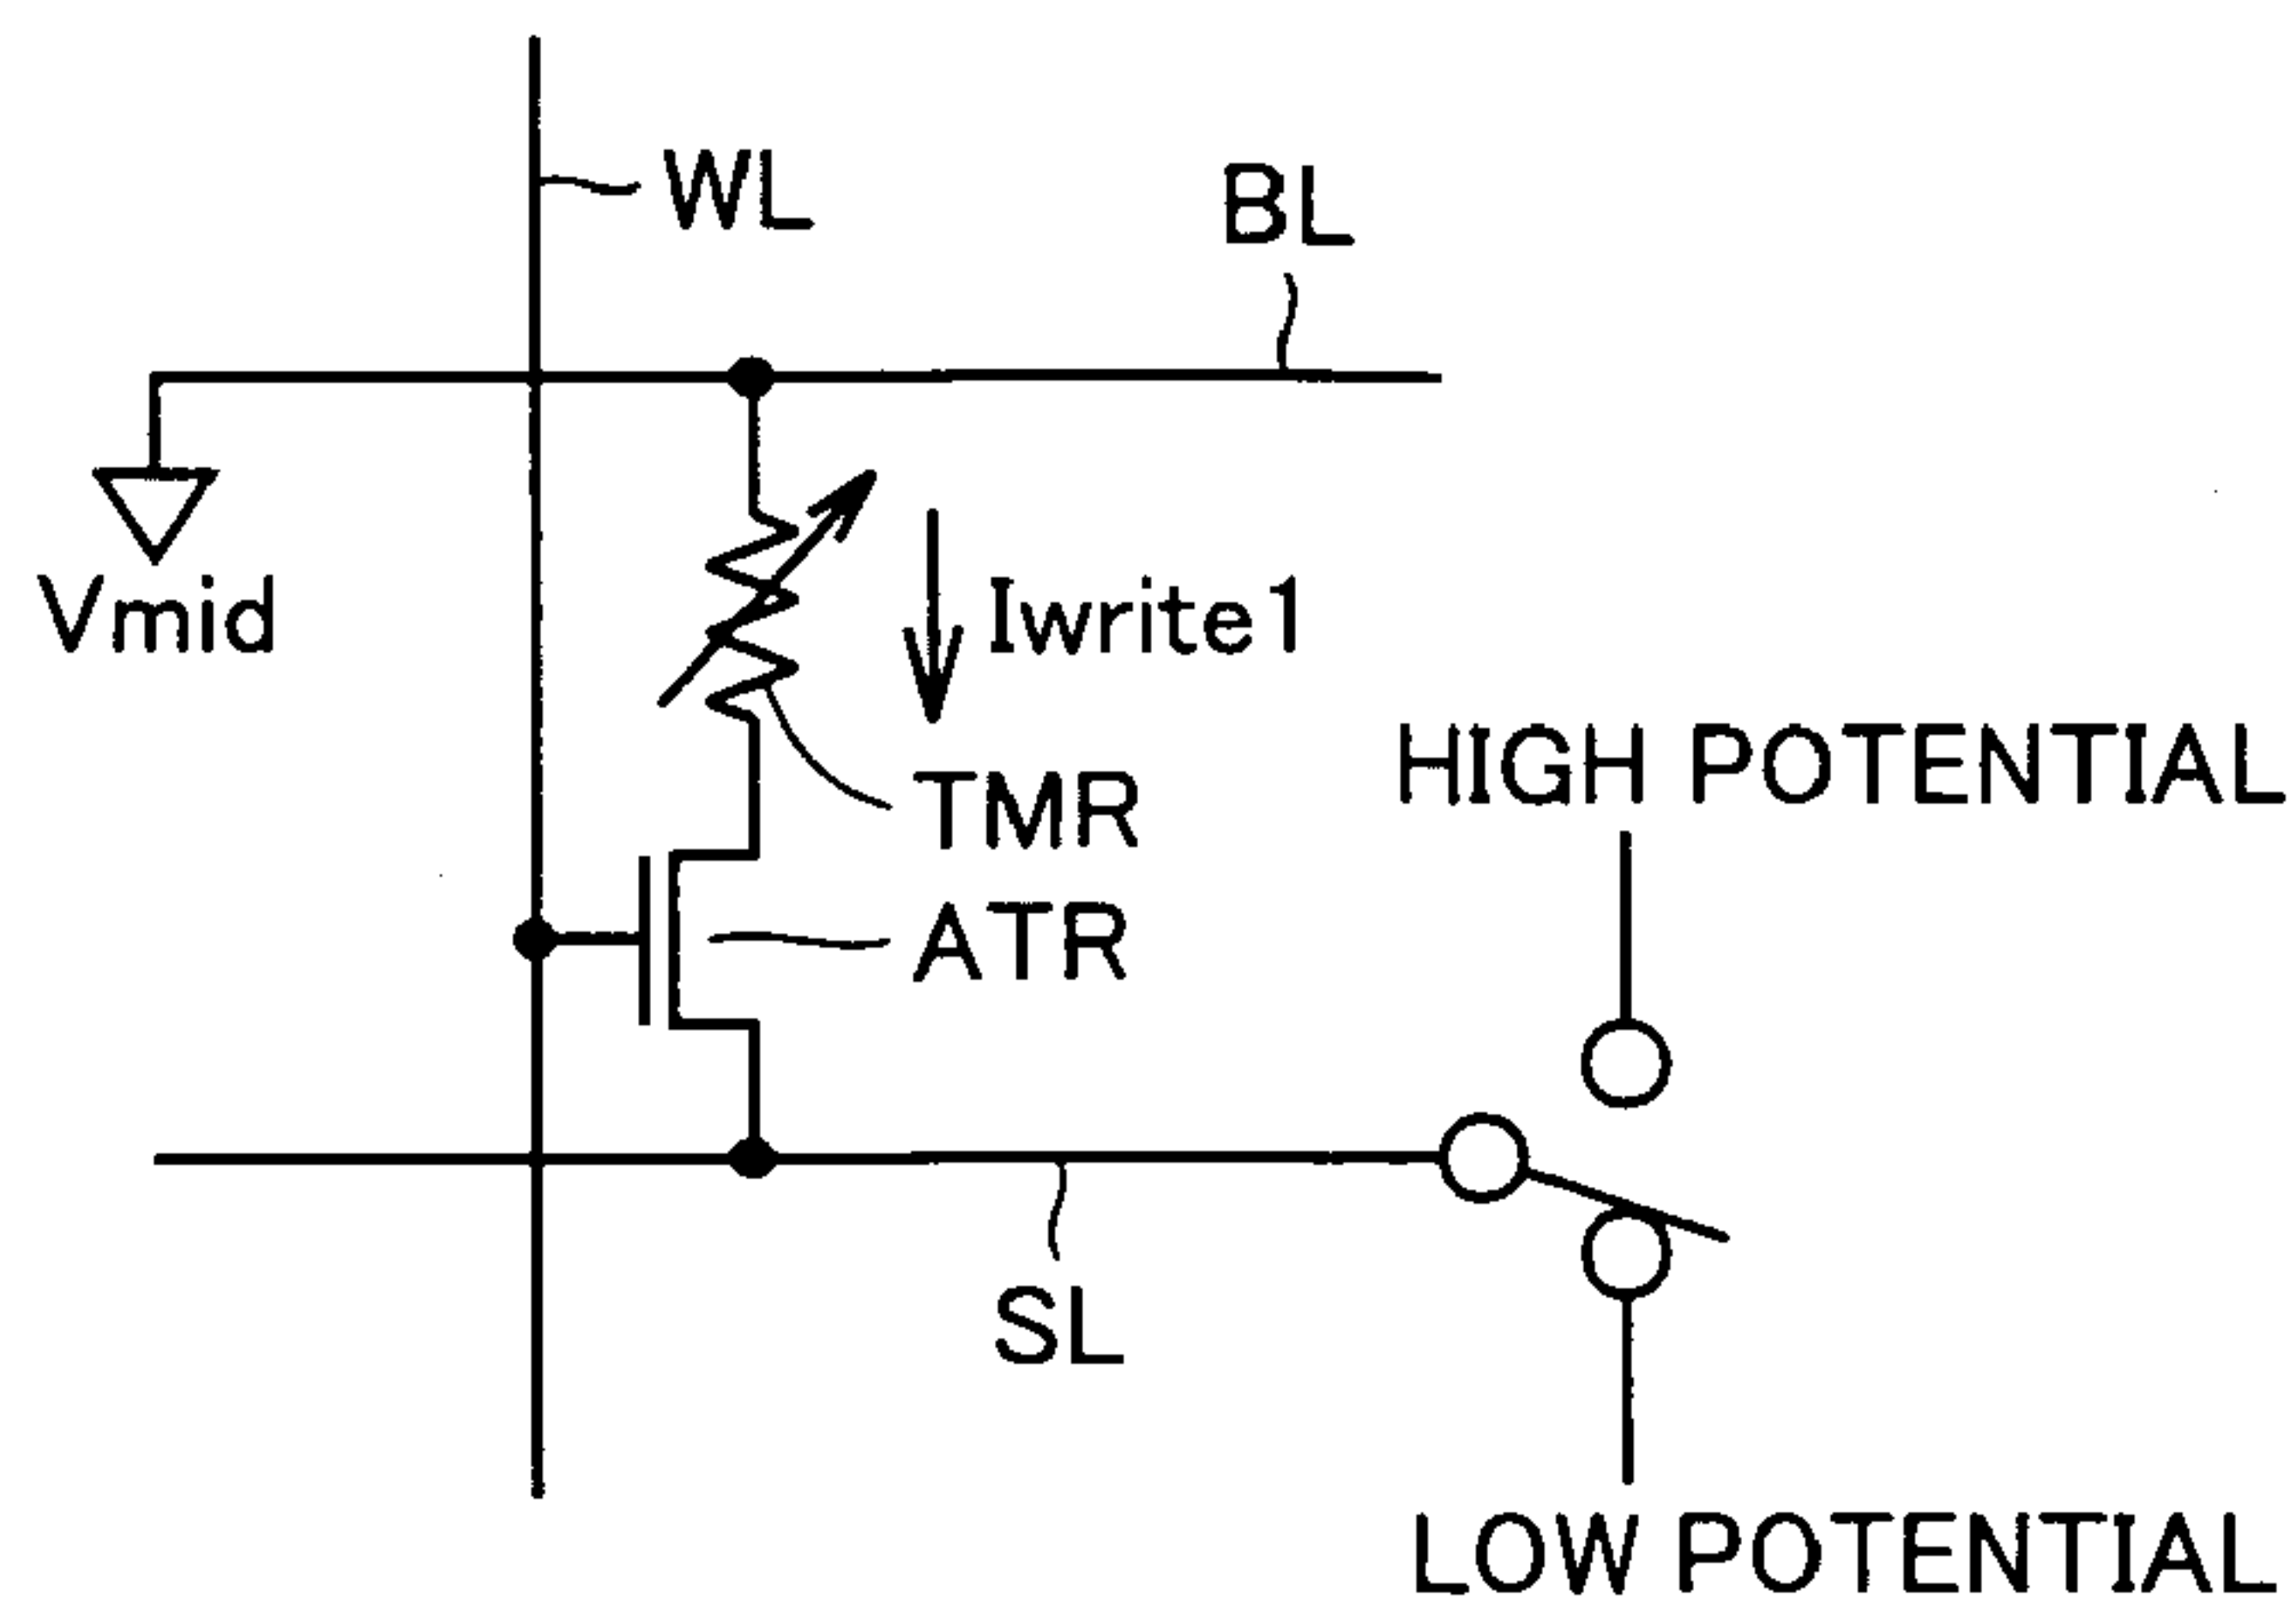 WL
BL
Vmid
Iwrite1
HIGH POTENTIAL
TMR
ATR
SL
LOW POTENTIAL